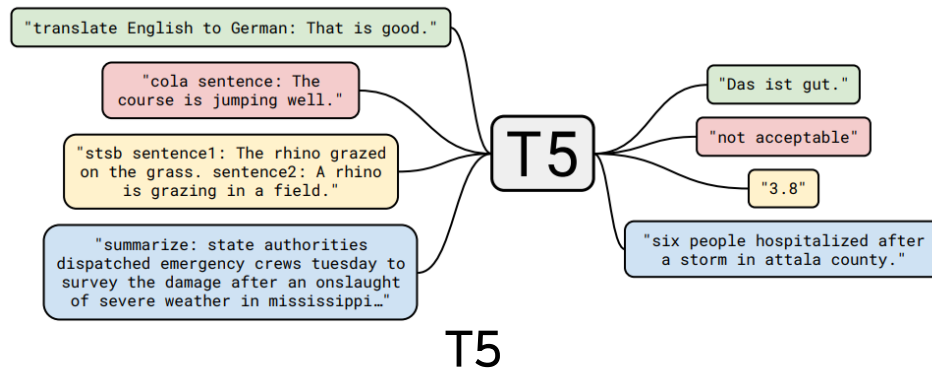 "translate English to German: That is good."
"cola sentence: The
course is jumping well."
"stsb sentence1: The rhino grazed
on the grass. sentence2: A rhino
is grazing in a field."
"summarize: state authorities
dispatched emergency crews tuesday to
survey the damage after an onslaught
of severe weather in mississippi…"
T5
"Das ist gut."
"not acceptable"
"3.8"
"six people hospitalized after
a storm in attala county."
T5